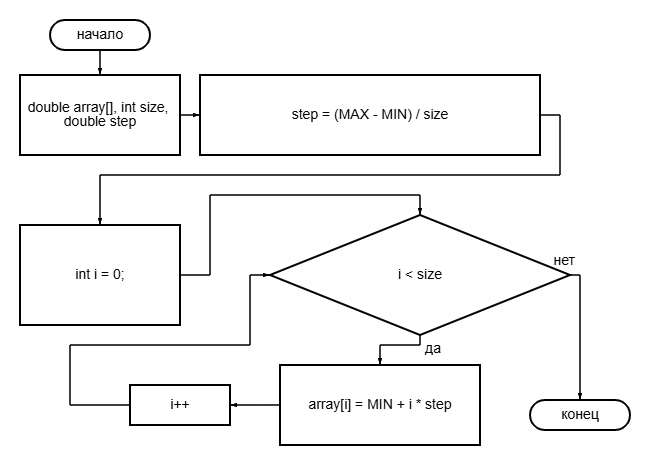 начало
double array[], int size,
double step
step = (MAX - MIN) / size
int i = 0;
i < size
нет
да
array[i] = MIN + i * step
i++
конец